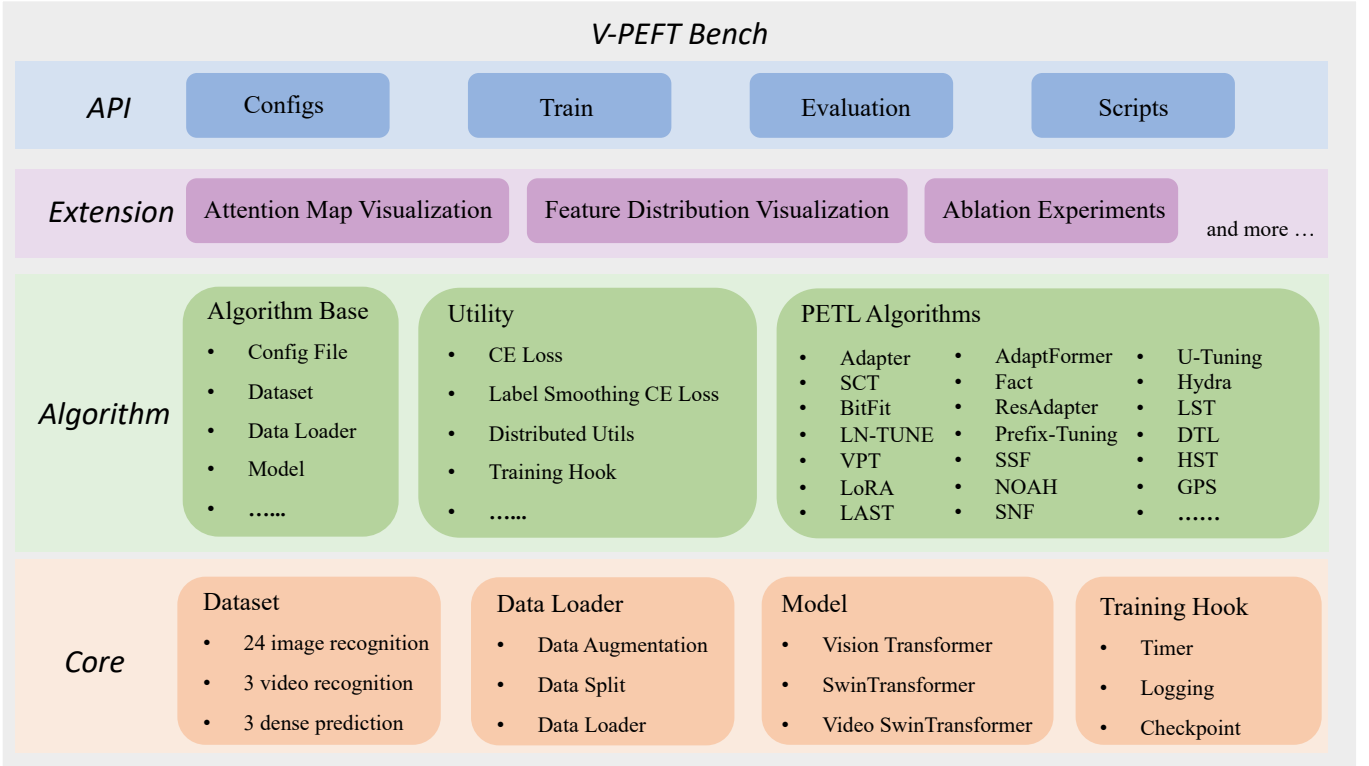 V-PEFT Bench
API
Configs
Train
Evaluation
Scripts
Extension
Attention Map Visualization
Feature Distribution Visualization
Ablation Experiments
and more …
Algorithm
Algorithm Base
• Config File
• Dataset
• Data Loader
• Model
• …...
Utility
• CE Loss
• Label Smoothing CE Loss
• Distributed Utils
• Training Hook
• …...
PETL Algorithms
• Adapter
• SCT
• BitFit
• LN-TUNE
• VPT
• LoRA
• LAST
• AdaptFormer
• Fact
• ResAdapter
• Prefix-Tuning
• SSF
• NOAH
• SNF
• U-Tuning
• Hydra
• LST
• DTL
• HST
• GPS
• ……
Core
Dataset
• 24 image recognition
• 3 video recognition
• 3 dense prediction
Data Loader
• Data Augmentation
• Data Split
• Data Loader
Model
• Vision Transformer
• SwinTransformer
• Video SwinTransformer
Training Hook
• Timer
• Logging
• Checkpoint